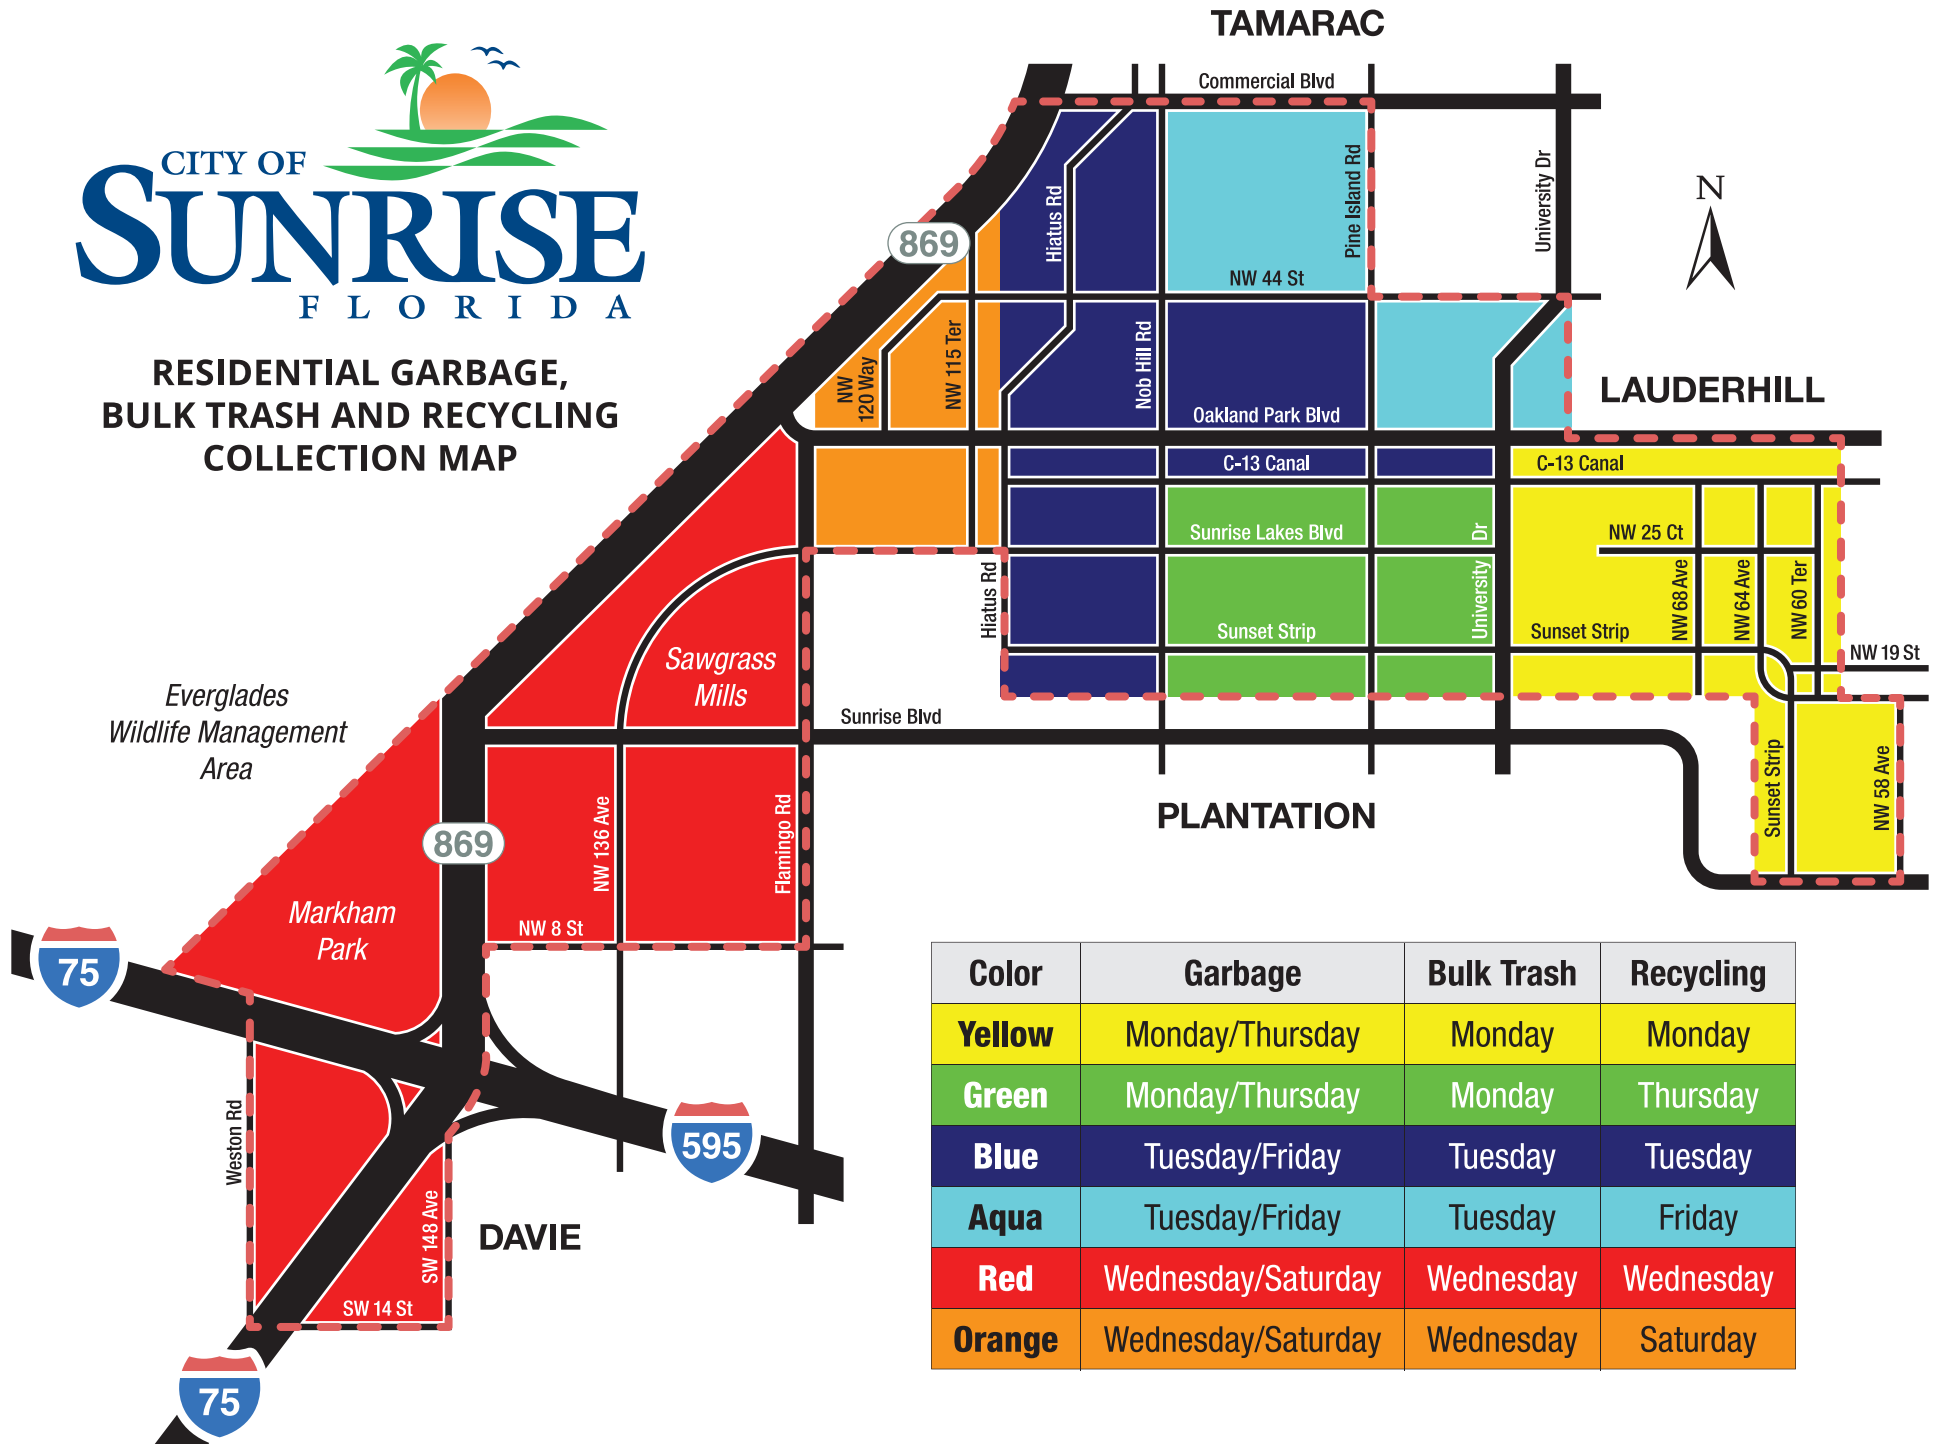 CITY OF
SUNRISE
FLORIDA
RESIDENTIAL GARBAGE,
BULK TRASH AND RECYCLING
COLLECTION MAP
TAMARAC
Commercial Blvd
Pine Island Rd
University Dr
N
Hiatus Rd
869
NW 44 St
NW
120 Way
NW 115 Ter
Nob Hill Rd
Oakland Park Blvd
LAUDERHILL
C-13 Canal
C-13 Canal
Sunrise Lakes Blvd
University Dr
NW 25 Ct
Hiatus Rd
NW 68 Ave
NW 64 Ave
NW 60 Ter
Sunset Strip
Sunset Strip
NW 19 St
Sawgrass
Mills
Everglades
Wildlife Management
Area
Sunrise Blvd
Sunset Strip
NW 58 Ave
PLANTATION
869
NW 136 Ave
Flamingo Rd
Markham
Park
NW 8 St
75
595
Weston Rd
SW 148 Ave
DAVIE
SW 14 St
75
Color Garbage Bulk Trash Recycling
Yellow Monday/Thursday Monday Monday
Green Monday/Thursday Monday Thursday
Blue Tuesday/Friday Tuesday Tuesday
Aqua Tuesday/Friday Tuesday Friday
Red Wednesday/Saturday Wednesday Wednesday
Orange Wednesday/Saturday Wednesday Saturday